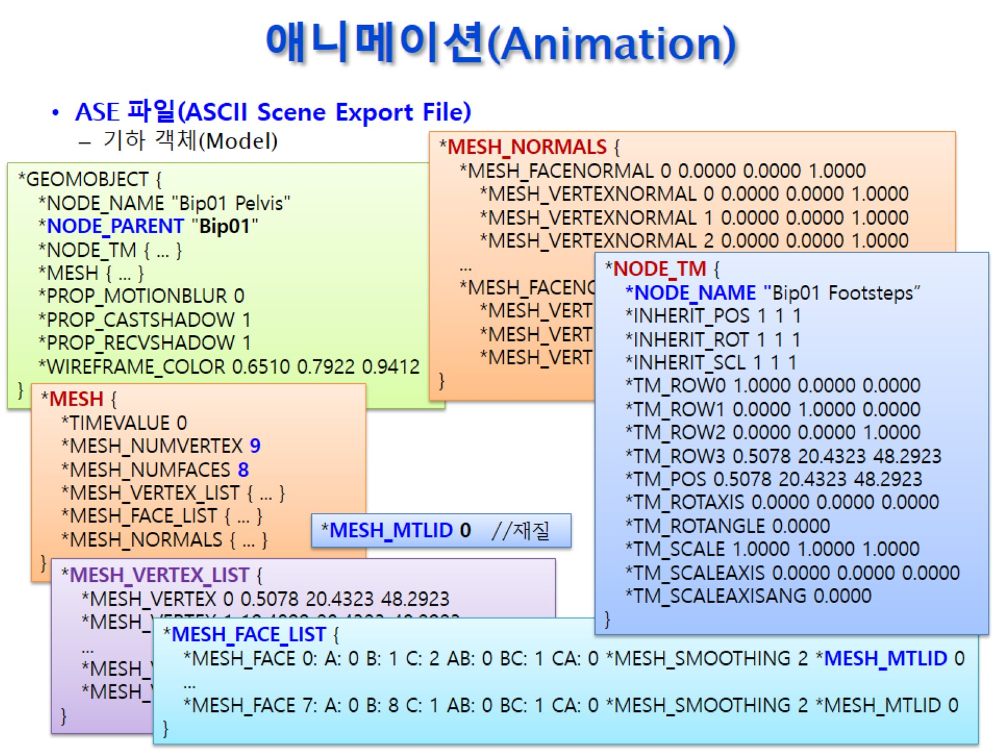 애니메이션(Animation)
• ASE 파일(ASCII Scene Export File)
– 기하 객체(Model)
*GEOMOBJECT {
*NODE_NAME "Bip01 Pelvis"
*NODE_PARENT "Bip01"
*NODE_TM { ... }
*MESH { ... }
*PROP_MOTIONBLUR 0
*PROP_CASTSHADOW 1
*PROP_RECVSHADOW 1
*WIREFRAME_COLOR 0.6510 0.7922 0.9412
}
*MESH_NORMALS {
*MESH_FACENORMAL 0 0.0000 0.0000 1.0000
*MESH_VERTEXNORMAL 0 0.0000 0.0000 1.0000
*MESH_VERTEXNORMAL 1 0.0000 0.0000 1.0000
*MESH_VERTEXNORMAL 2 0.0000 0.0000 1.0000
...
*MESH_FACEN
*MESH_VERT
*MESH_VERT
*MESH_VERT
}
*NODE_TM {
*NODE_NAME "Bip01 Footsteps”
*INHERIT_POS 1 1 1
*INHERIT_ROT 1 1 1
*INHERIT_SCL 1 1 1
*TM_ROW0 1.0000 0.0000 0.0000
*TM_ROW1 0.0000 1.0000 0.0000
*TM_ROW2 0.0000 0.0000 1.0000
*TM_ROW3 0.5078 20.4323 48.2923
*TM_POS 0.5078 20.4323 48.2923
*TM_ROTAXIS 0.0000 0.0000 0.0000
*TM_ROTANGLE 0.0000
*TM_SCALE 1.0000 1.0000 1.0000
*TM_SCALEAXIS 0.0000 0.0000 0.0000
*TM_SCALEAXISANG 0.0000
}
*MESH {
*TIMEVALUE 0
*MESH_NUMVERTEX 9
*MESH_NUMFACES 8
*MESH_VERTEX_LIST { ... }
*MESH_FACE_LIST { ... }
*MESH_NORMALS { ... }
}
*MESH_MTLID 0 //재질
*MESH_VERTEX_LIST {
*MESH_VERTEX 0 0.5078 20.4323 48.2923
*MESH_
...
*MESH_
*MESH_
}
*MESH_FACE_LIST {
*MESH_FACE 0: A: 0 B: 1 C: 2 AB: 0 BC: 1 CA: 0 *MESH_SMOOTHING 2 *MESH_MTLID 0
...
*MESH_FACE 7: A: 0 B: 8 C: 1 AB: 0 BC: 1 CA: 0 *MESH_SMOOTHING 2 *MESH_MTLID 0
}